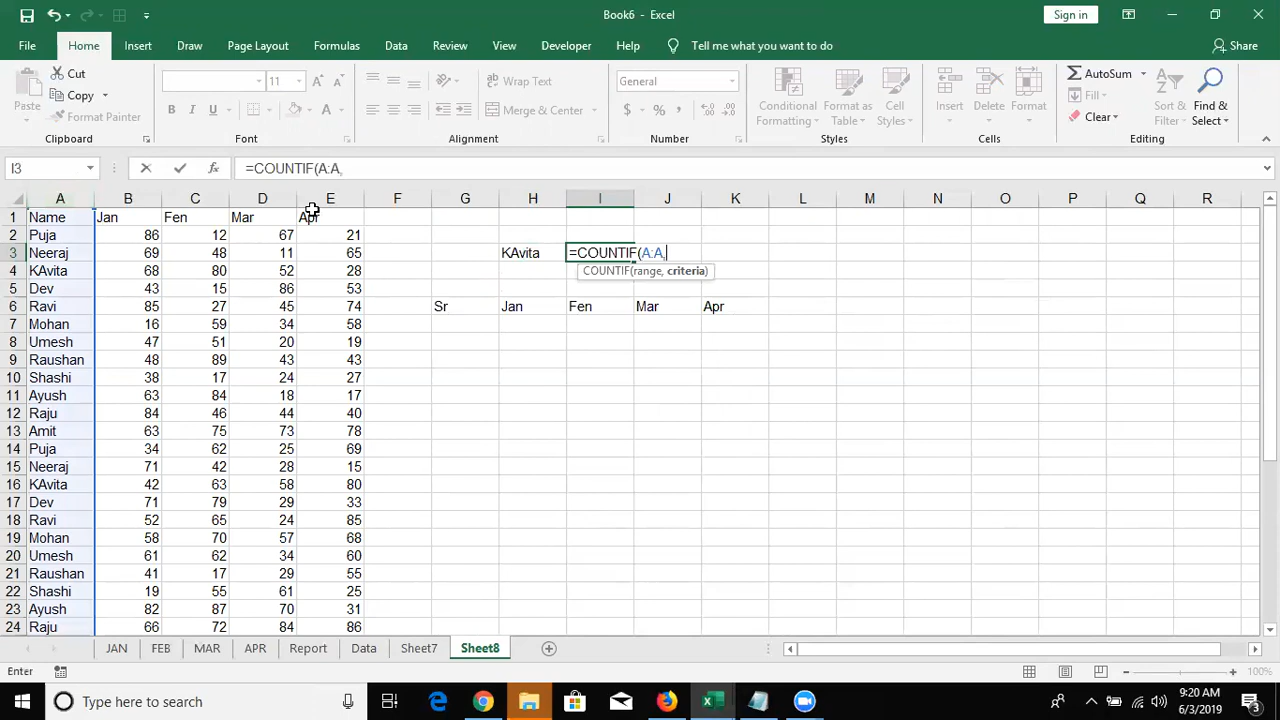 Book6 - Excel
Sign in
File Home Insert Draw Page Layout Formulas Data Review View Developer Help Tell me what you want to do Share
Paste
Cut
Copy
Format Painter
Clipboard
11
Font
Wrap Text
Merge & Center
Alignment
General
Number
Conditional Formatting
Format as Table
Cell Styles
Styles
Insert
Delete
Format
Cells
AutoSum
Fill
Clear
Sort & Filter
Find & Select
Editing
I3 =COUNTIF(A:A,
A B C D E F G H I J K L M N O P Q R
1 Name Jan Fen Mar Apr
2 Puja 86 12 67 21
3 Neeraj 69 48 11 65 KAvita =COUNTIF(A:A,
4 KAvita 68 80 52 28 COUNTIF(range, criteria)
5 Dev 43 15 86 53
6 Ravi 85 27 45 74 Sr Jan Fen Mar Apr
7 Mohan 16 59 34 58
8 Umesh 47 51 20 19
9 Raushan 48 89 43 43
10 Shashi 38 17 24 27
11 Ayush 63 84 18 17
12 Raju 84 46 44 40
13 Amit 63 75 73 78
14 Puja 34 62 25 69
15 Neeraj 71 42 28 15
16 KAvita 42 63 58 80
17 Dev 71 79 29 33
18 Ravi 52 65 24 85
19 Mohan 58 70 57 68
20 Umesh 61 62 34 60
21 Raushan 41 17 29 55
22 Shashi 19 55 61 25
23 Ayush 82 87 70 31
24 Raju 66 72 84 86
JAN FEB MAR APR Report Data Sheet7 Sheet8
Enter 100%
Type here to search
9:20 AM
6/3/2019
3